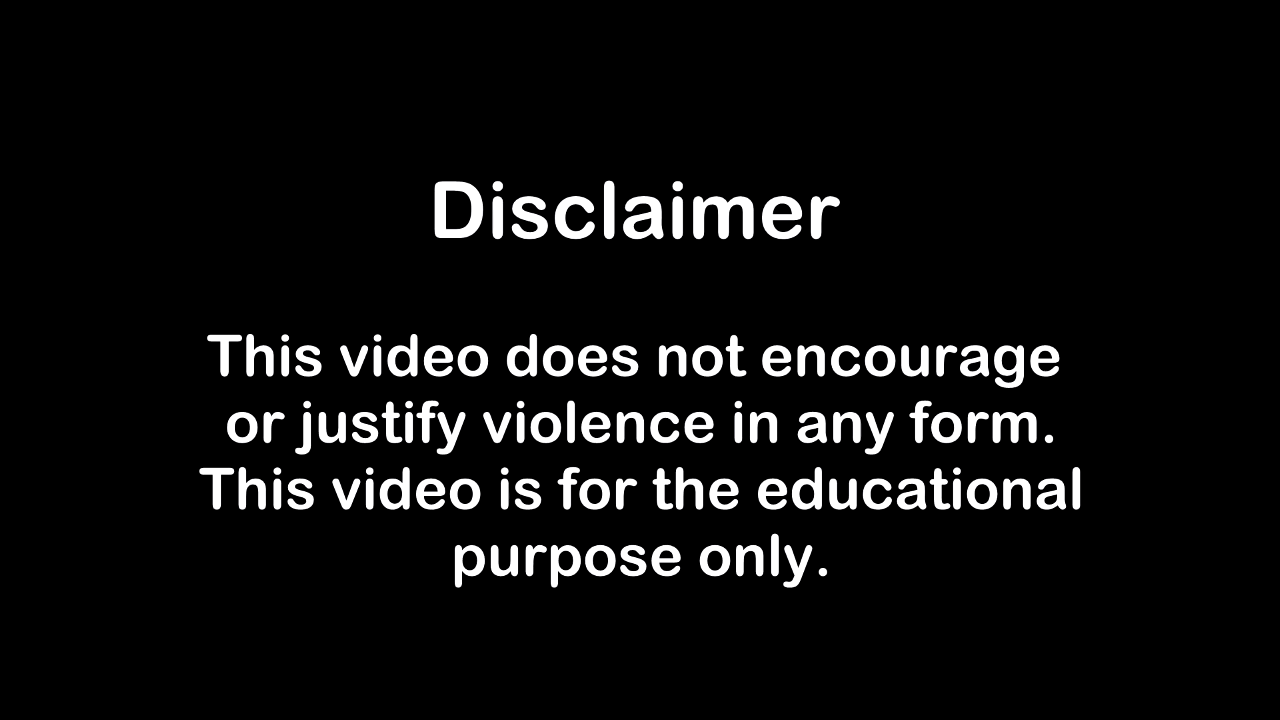 Disclaimer
This video does not encourage
or justify violence in any form.
This video is for the educational
purpose only.